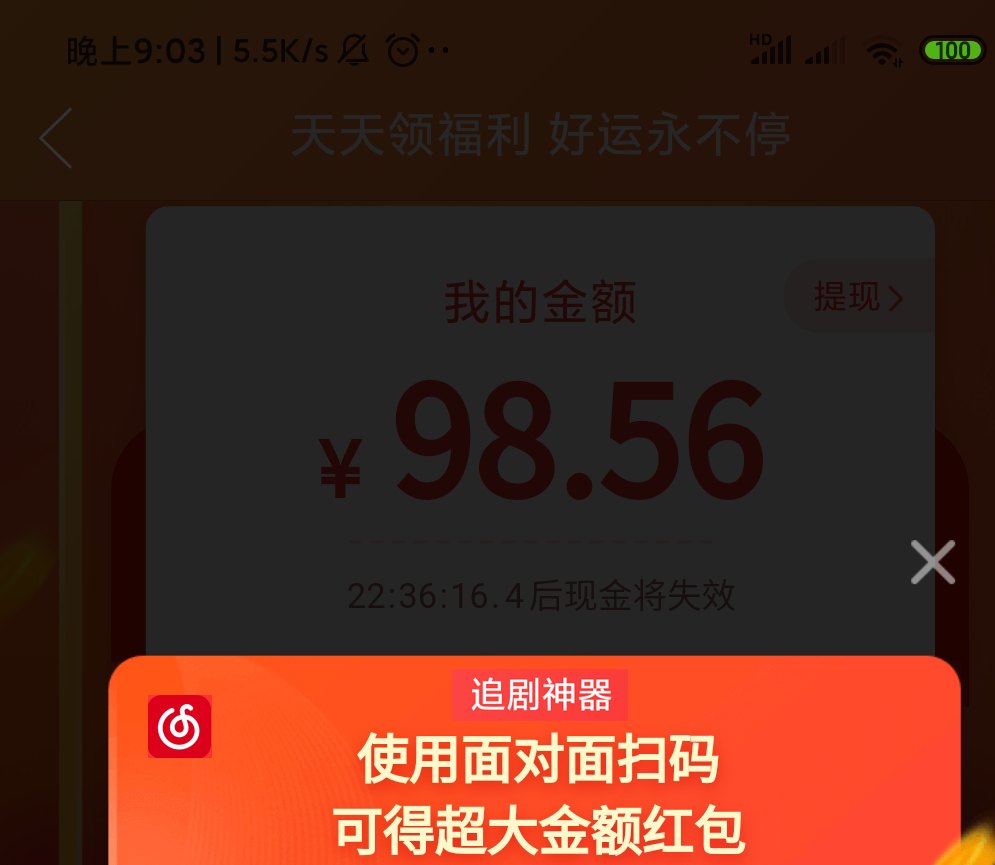 晚上9:03 | 5.5K/s
HD
100
天天领福利 好运永不停
我的金额
提现
¥ 98.56
22:36:16.4后现金将失效
追剧神器
使用面对面扫码
可得超大金额红包